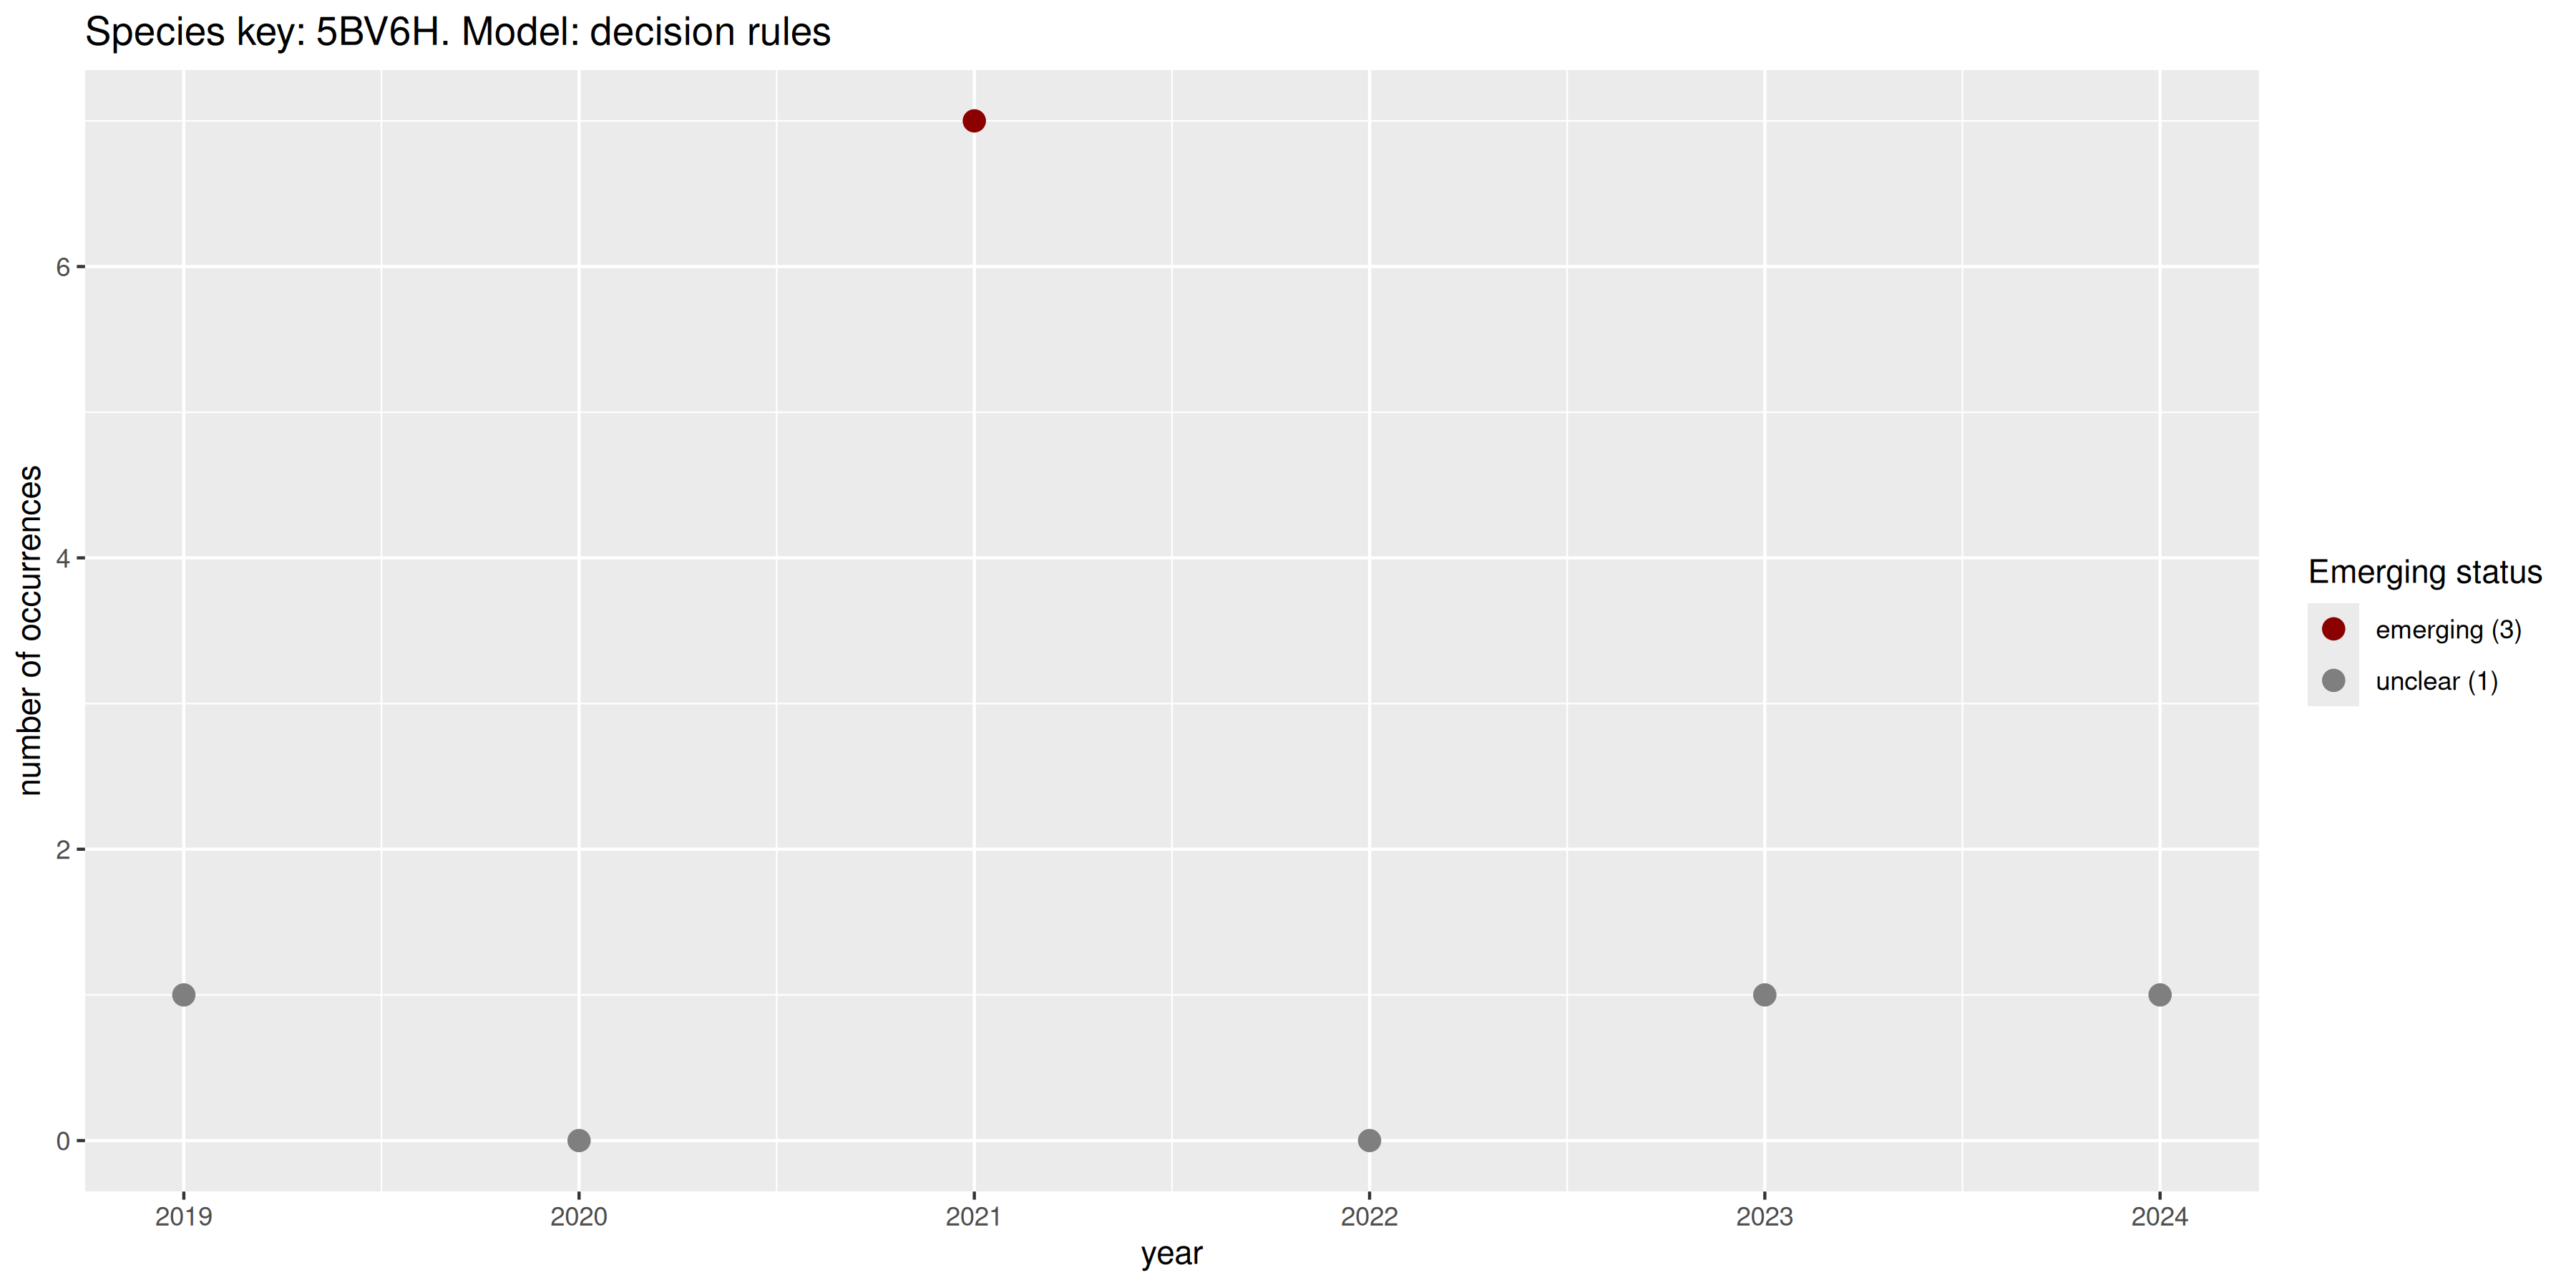 Species key: 5BV6H. Model: decision rules
number of occurrences
6
4
2
0
2019 2020 2021 2022 2023 2024
year
Emerging status
emerging (3)
unclear (1)